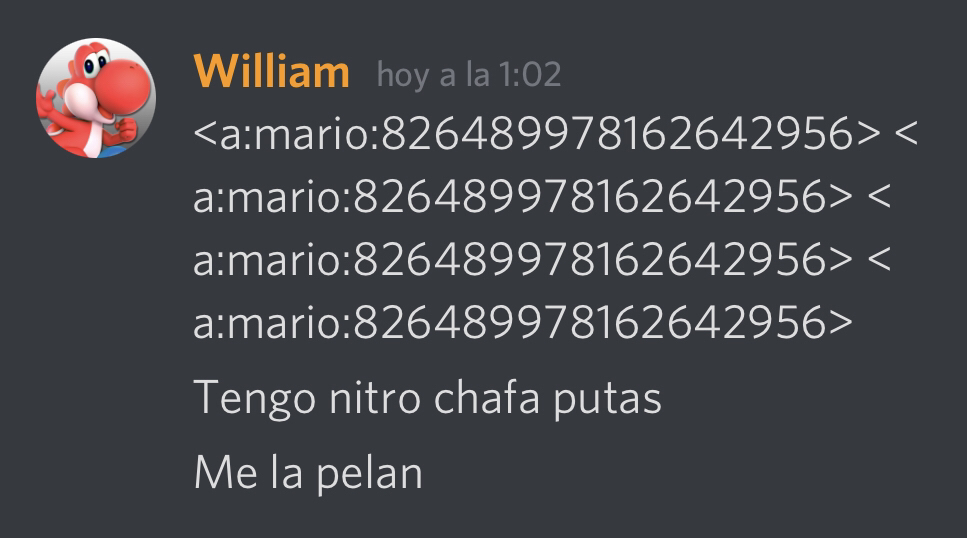 William hoy a la 1:02
<a:mario:826489978162642956> <
a:mario:826489978162642956> <
a:mario:826489978162642956> <
a:mario:826489978162642956>
Tengo nitro chafa putas
Me la pelan